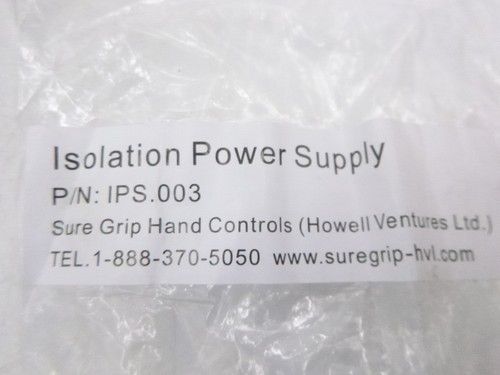 Isolation Power Supply
P/N: IPS.003
Sure Grip Hand Controls (Howell Ventures Ltd.)
TEL.1-888-370-5050 www.suregrip-hvl.com